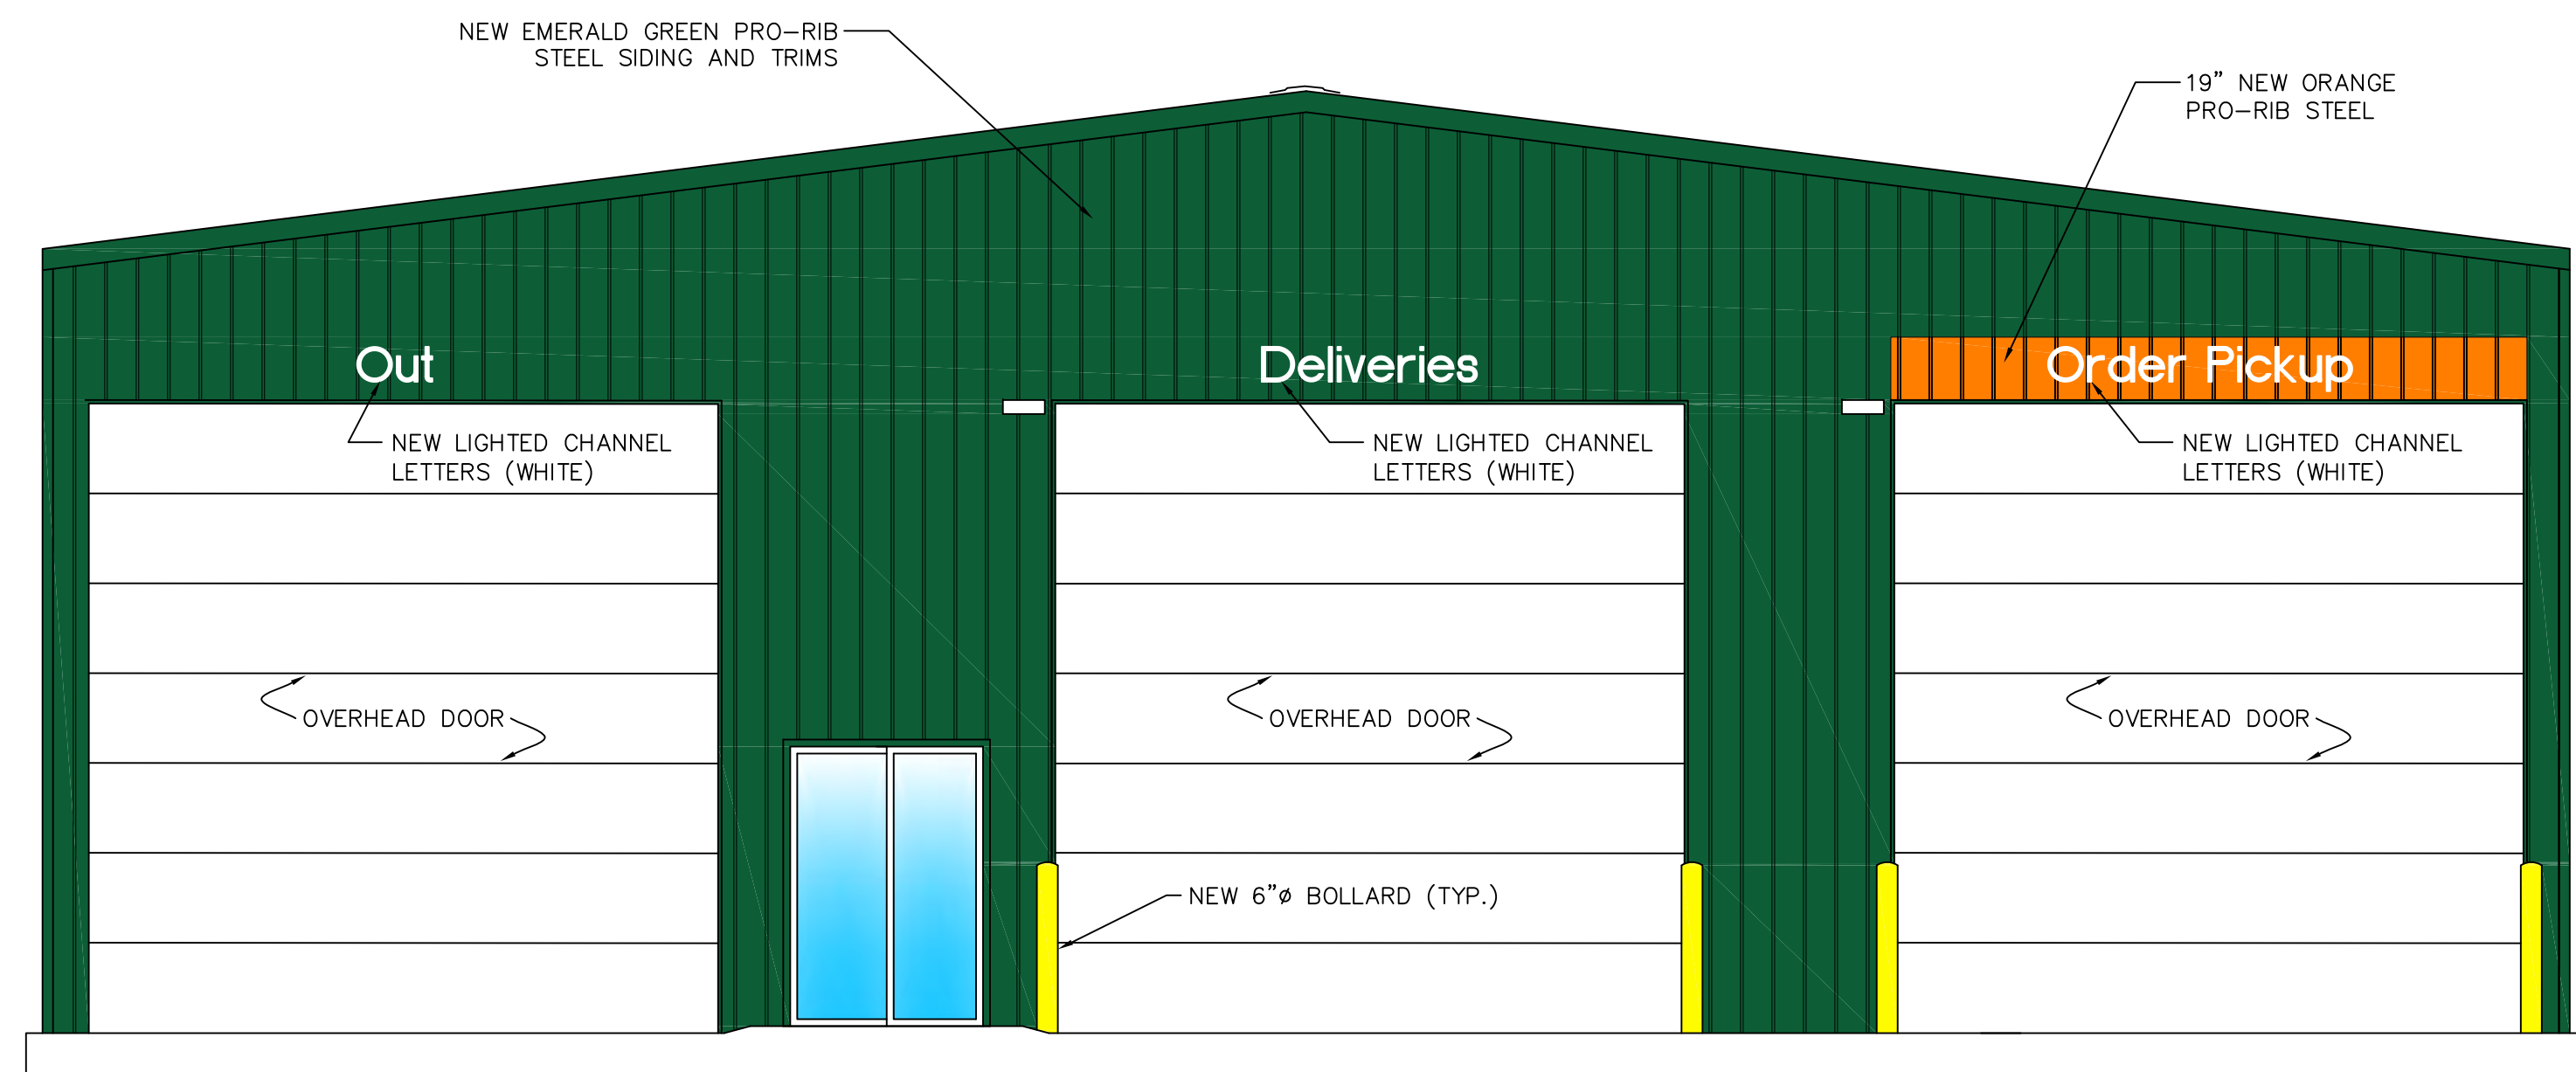 NEW EMERALD GREEN PRO-RIB
STEEL SIDING AND TRIMS
19" NEW ORANGE
PRO-RIB STEEL
Out
Deliveries
Order Pickup
NEW LIGHTED CHANNEL
LETTERS (WHITE)
NEW LIGHTED CHANNEL
LETTERS (WHITE)
NEW LIGHTED CHANNEL
LETTERS (WHITE)
OVERHEAD DOOR
OVERHEAD DOOR
OVERHEAD DOOR
NEW 6"ø BOLLARD (TYP.)